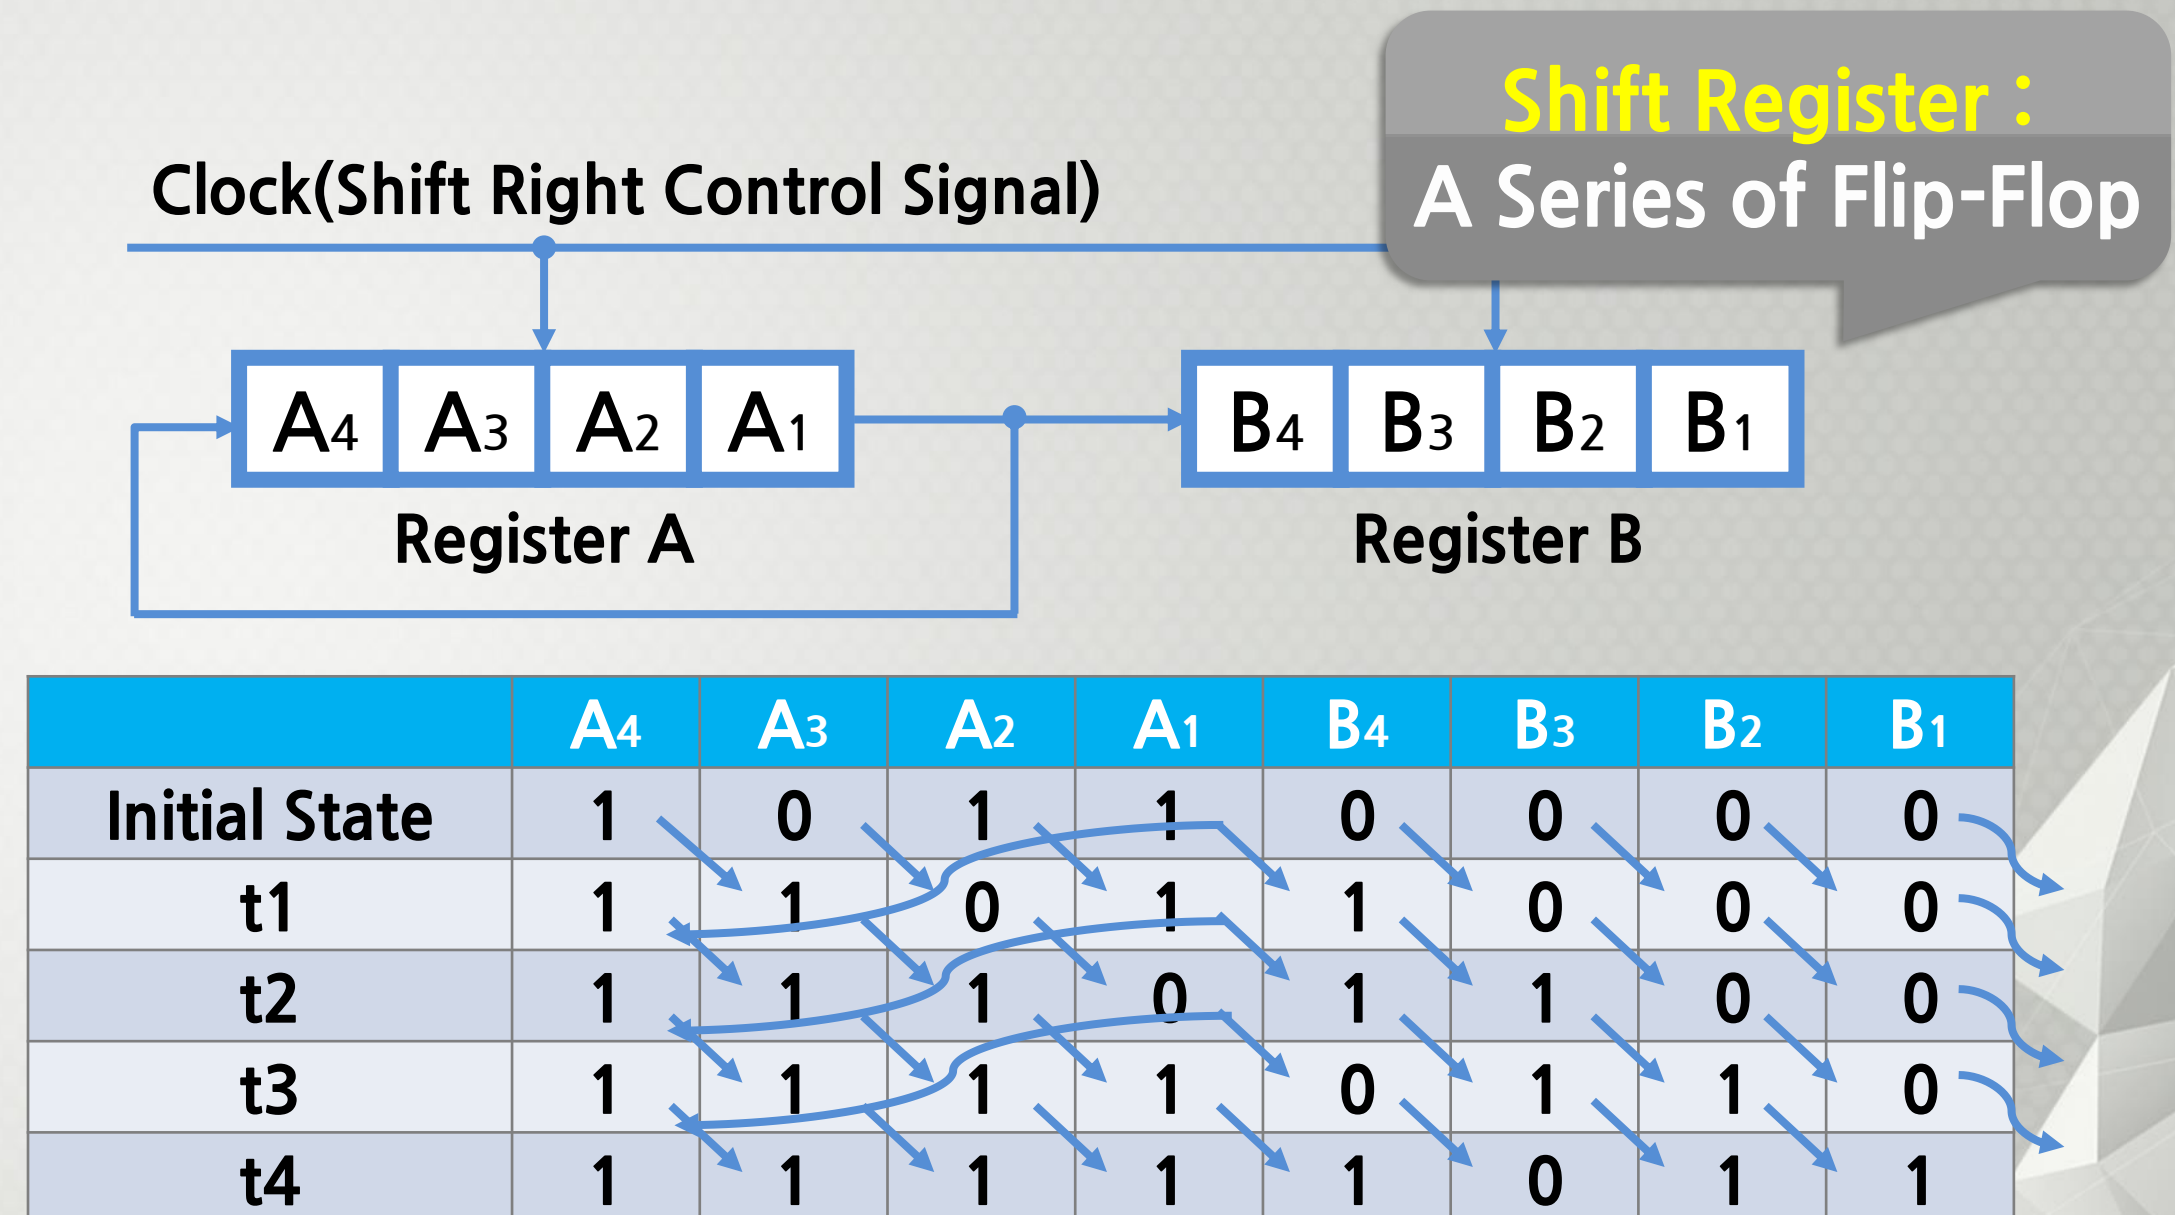 Shift Register :
A Series of Flip-Flop
Clock(Shift Right Control Signal)
A4 A3 A2 A1 B4 B3 B2 B1
Register A Register B
A4 A3 A2 A1 B4 B3 B2 B1
Initial State 1 0 1 1 0 0 0 0
t1 1 1 0 1 1 0 0 0
t2 1 1 1 0 1 1 0 0
t3 1 1 1 1 0 1 1 0
t4 1 1 1 1 1 0 1 1